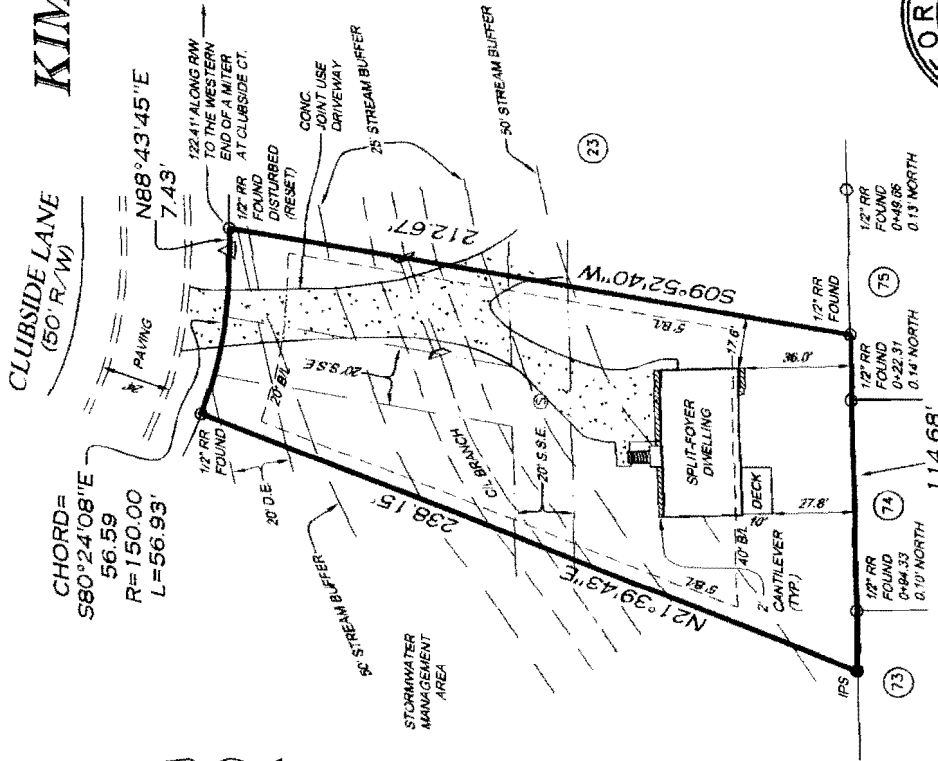 KIM
CLUBSIDE LANE
(50' R/W)
N88°43'45"E
7.43'
122.41' ALONG R/W
TO THE WESTERN
END OF A MITER
AT CLUBSIDE CT.
1/2" RR
FOUND
DISTURBED
(RESET)
CONC.
JOINT USE
DRIVEWAY
25' STREAM BUFFER
50' STREAM BUFFER
PAVING
CHORD=
S80°24'08"E
56.59
R=150.00
L=56.93'
1/2" RR
FOUND
20' D.E.
20' B/L
20' S.S.E.
212.67'
S09°52'40"W
5' B/L
23
50' STREAM BUFFER
STORMWATER
MANAGEMENT
AREA
238.15'
N21°39'43"E
C/L BRANCH
20' S.S.E.
S
5' B/L
SPLIT-FOYER
DWELLING
DECK
10'
17.6'
36.0'
27.8'
40' B/L
2'
CANTILEVER
(TYP.)
IPS
73
1/2" RR
FOUND
0+94.33
0.10' NORTH
74
114.68'
1/2" RR
FOUND
0+22.31
0.14' NORTH
1/2" RR
FOUND
75
1/2" RR
FOUND
0+49.66
0.13' NORTH
OR